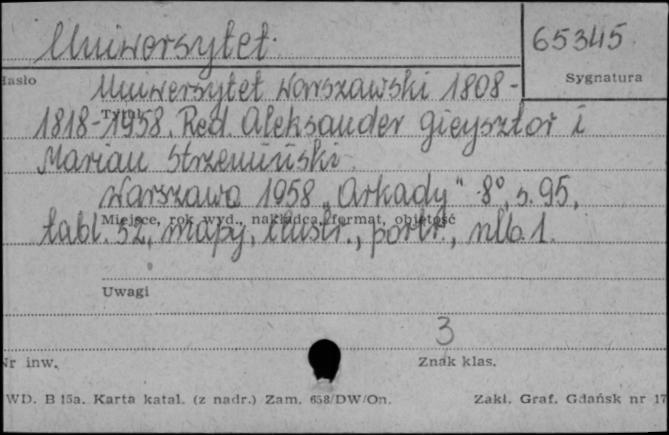 Uniwersytet.
65345
Hasło
Sygnatura
Uniwersytet Warszawski 1808-
Tytuł
1818-1958. Red. Aleksander Gieysztor i
Marian Strzemiński.
Warszawa 1958 „Arkady" 8°, s. 95,
Miejsce, rok wyd., nakładca, format, objętość
tabl. 52, mapy, ilustr., portr., nlb. 1.
Uwagi
3
Nr inw.
Znak klas.
WD. B 15a. Karta katal. (z nadr.) Zam. 658/DW/On.
Zakł. Graf. Gdańsk nr 17